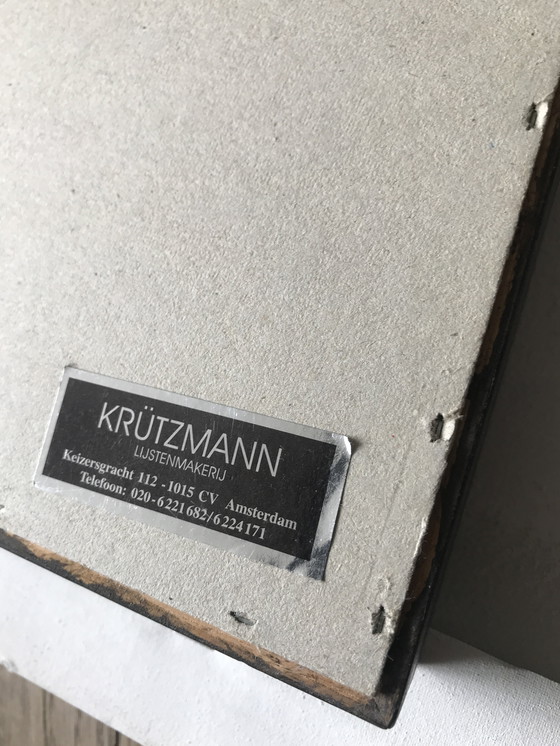 KRÜTZMANN
LIJSTENMAKERIJ
Keizersgracht 112 - 1015 CV Amsterdam
Telefoon: 020-6221682/6224171